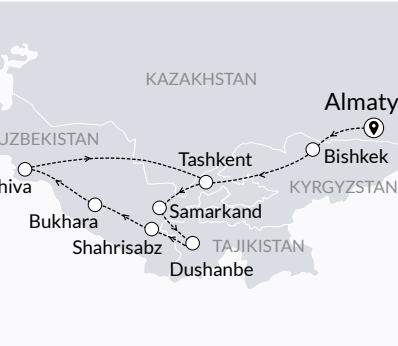 KAZAKHSTAN
Almaty
UZBEKISTAN
Tashkent
Bishkek
hiva
KYRGYZSTAN
Samarkand
Bukhara
Shahrisabz
TAJIKISTAN
Dushanbe